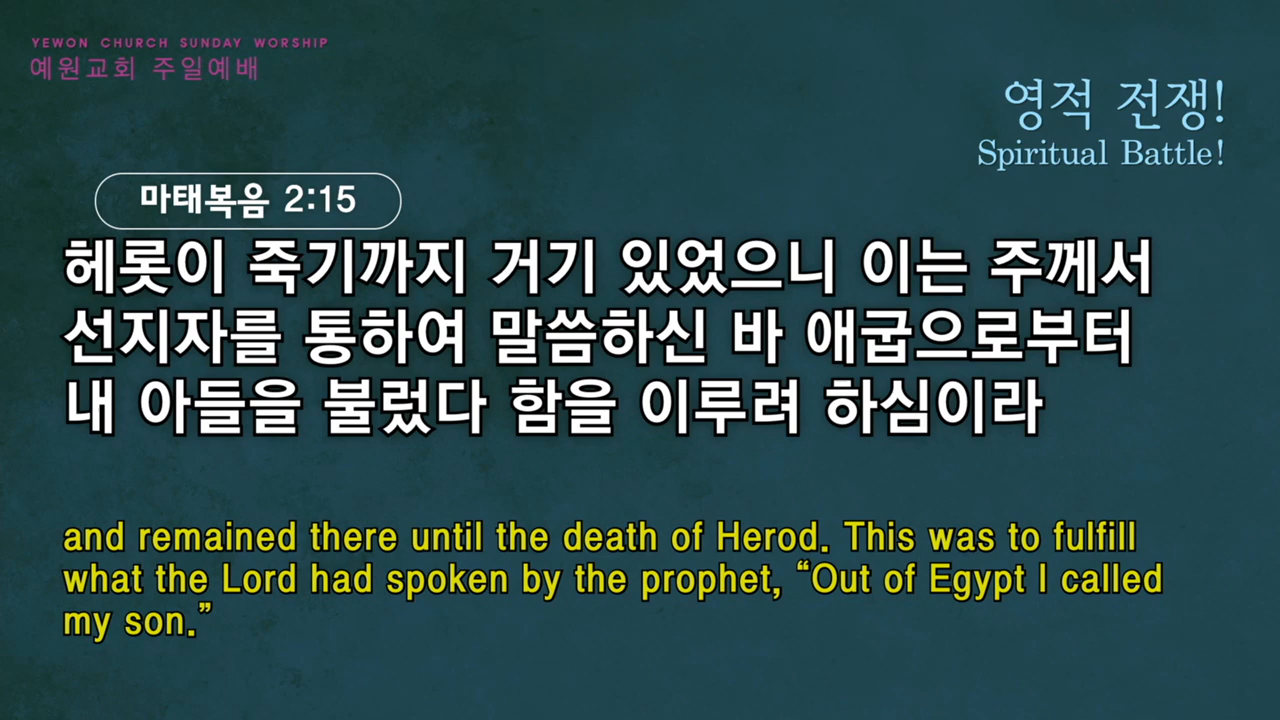 YEWON CHURCH SUNDAY WORSHIP
예원교회 주일예배
영적 전쟁!
Spiritual Battle!
마태복음 2:15
헤롯이 죽기까지 거기 있었으니 이는 주께서
선지자를 통하여 말씀하신 바 애굽으로부터
내 아들을 불렀다 함을 이루려 하심이라
and remained there until the death of Herod. This was to fulfill
what the Lord had spoken by the prophet, “Out of Egypt I called
my son.”